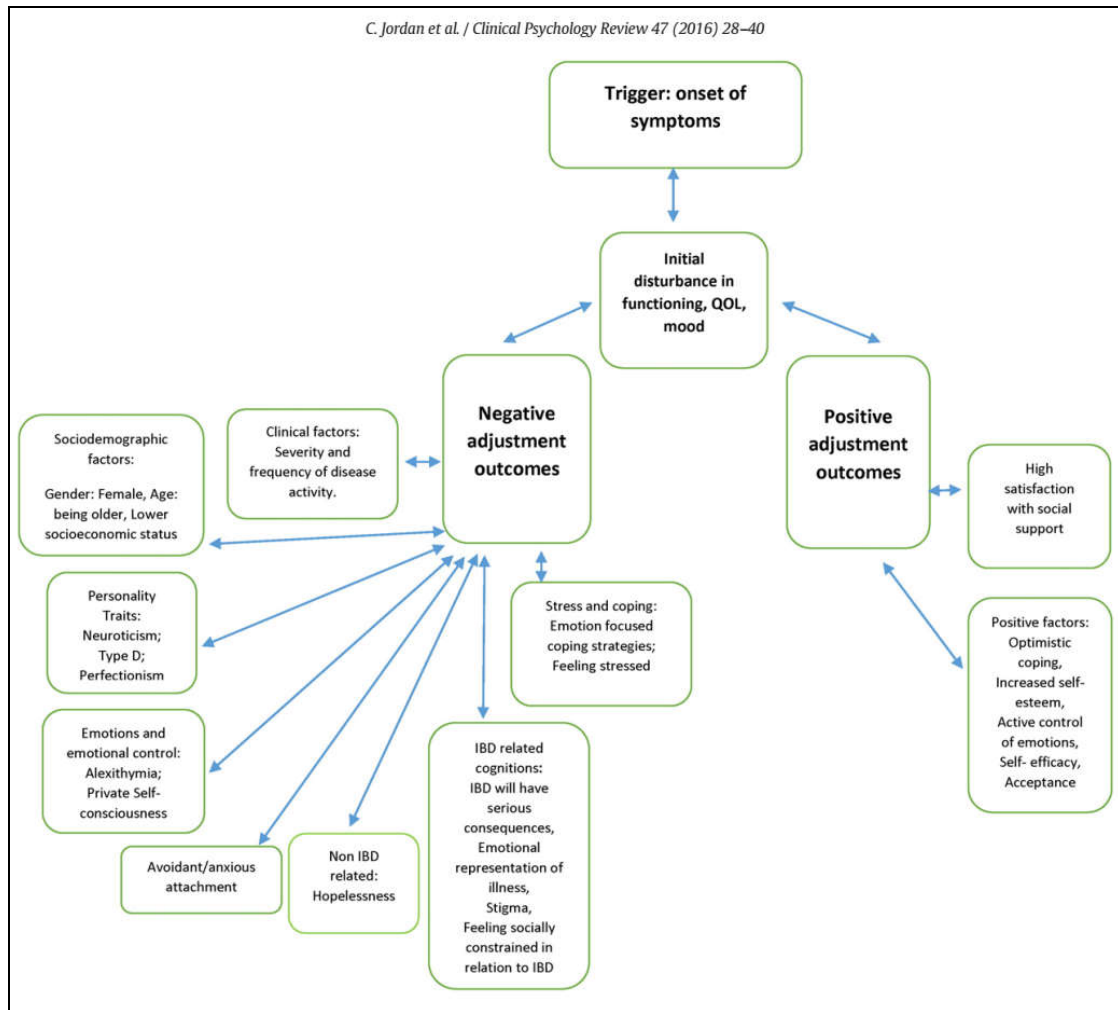 C. Jordan et al. / Clinical Psychology Review 47 (2016) 28–40
Trigger: onset of
symptoms
Initial
disturbance in
functioning, QOL,
mood
Negative
adjustment
outcomes
Positive
adjustment
outcomes
Sociodemographic
factors:
Gender: Female, Age:
being older, Lower
socioeconomic status
Clinical factors:
Severity and
frequency of disease
activity.
High
satisfaction
with social
support
Personality
Traits:
Neuroticism;
Type D;
Perfectionism
Stress and coping:
Emotion focused
coping strategies;
Feeling stressed
Positive factors:
Optimistic
coping,
Increased self-
esteem,
Active control
of emotions,
Self- efficacy,
Acceptance
Emotions and
emotional control:
Alexithymia;
Private Self-
consciousness
IBD related
cognitions:
IBD will have
serious
consequences,
Emotional
representation of
illness,
Stigma,
Feeling socially
constrained in
relation to IBD
Avoidant/anxious
attachment
Non IBD
related:
Hopelessness